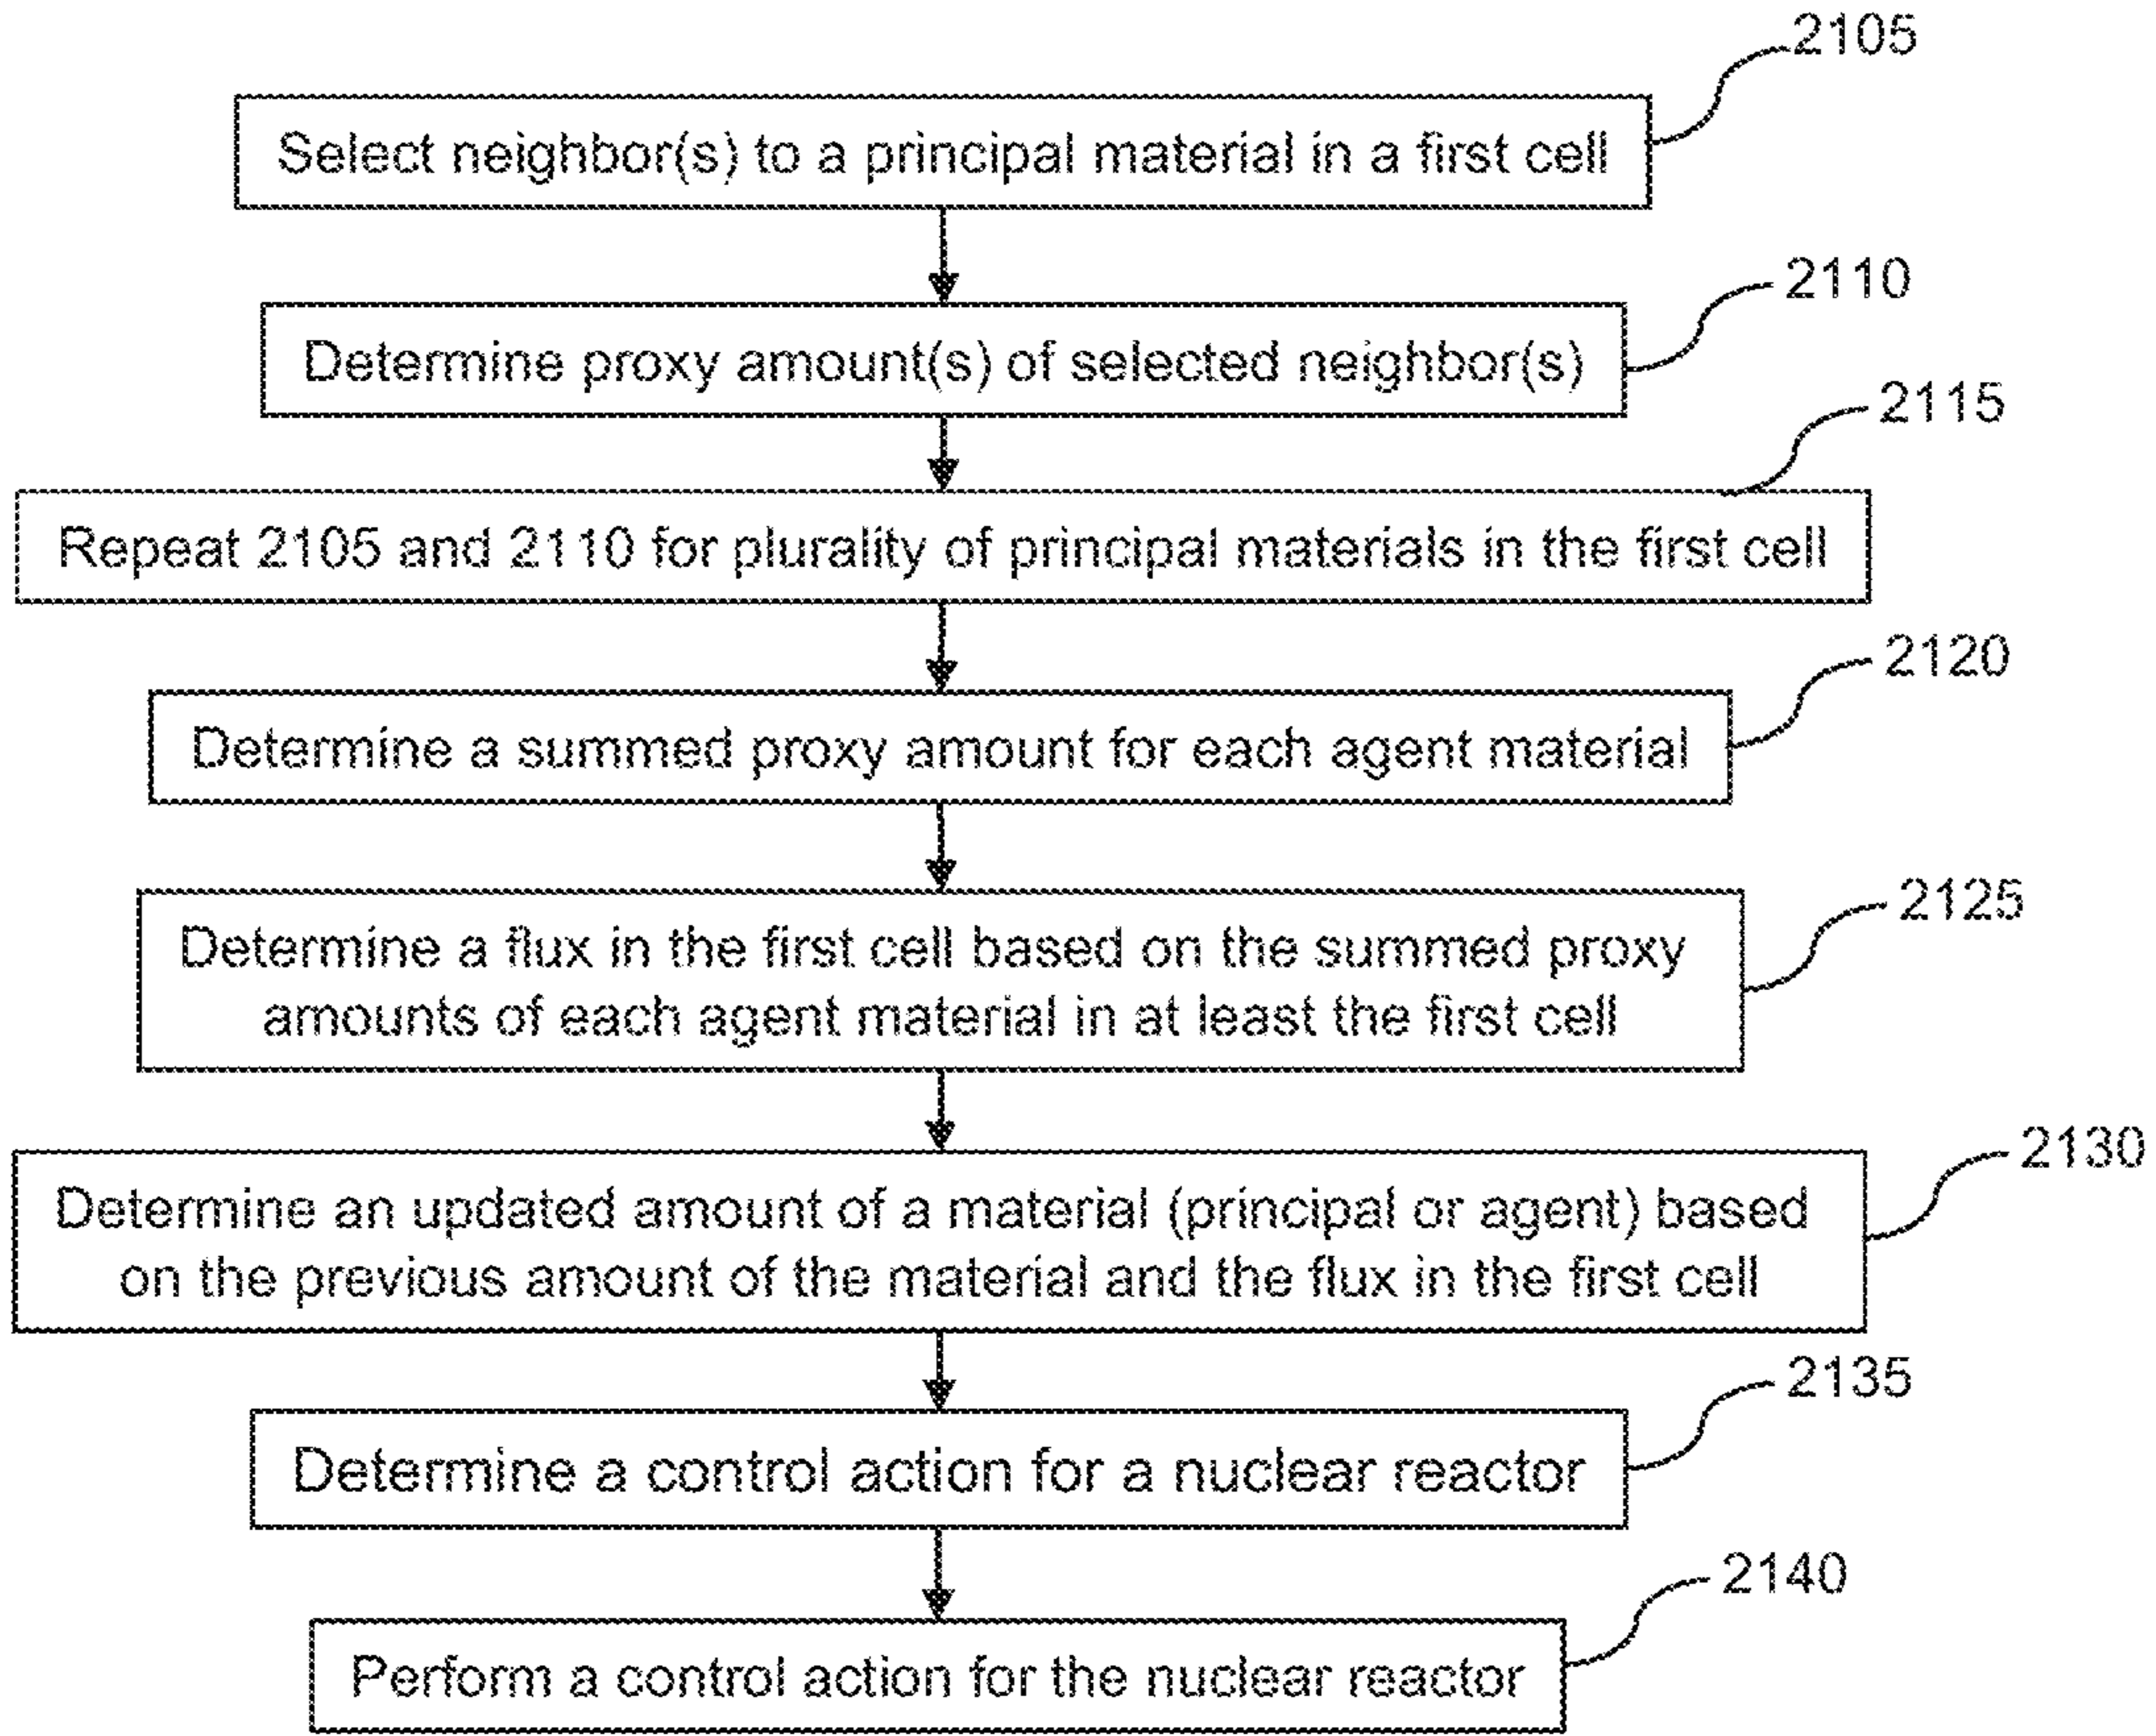 2105
Select neighbor(s) to a principal material in a first cell
2110
Determine proxy amount(s) of selected neighbor(s)
2115
Repeat 2105 and 2110 for plurality of principal materials in the first cell
2120
Determine a summed proxy amount for each agent material
2125
Determine a flux in the first cell based on the summed proxy
amounts of each agent material in at least the first cell
2130
Determine an updated amount of a material (principal or agent) based
on the previous amount of the material and the flux in the first cell
2135
Determine a control action for a nuclear reactor
2140
Perform a control action for the nuclear reactor